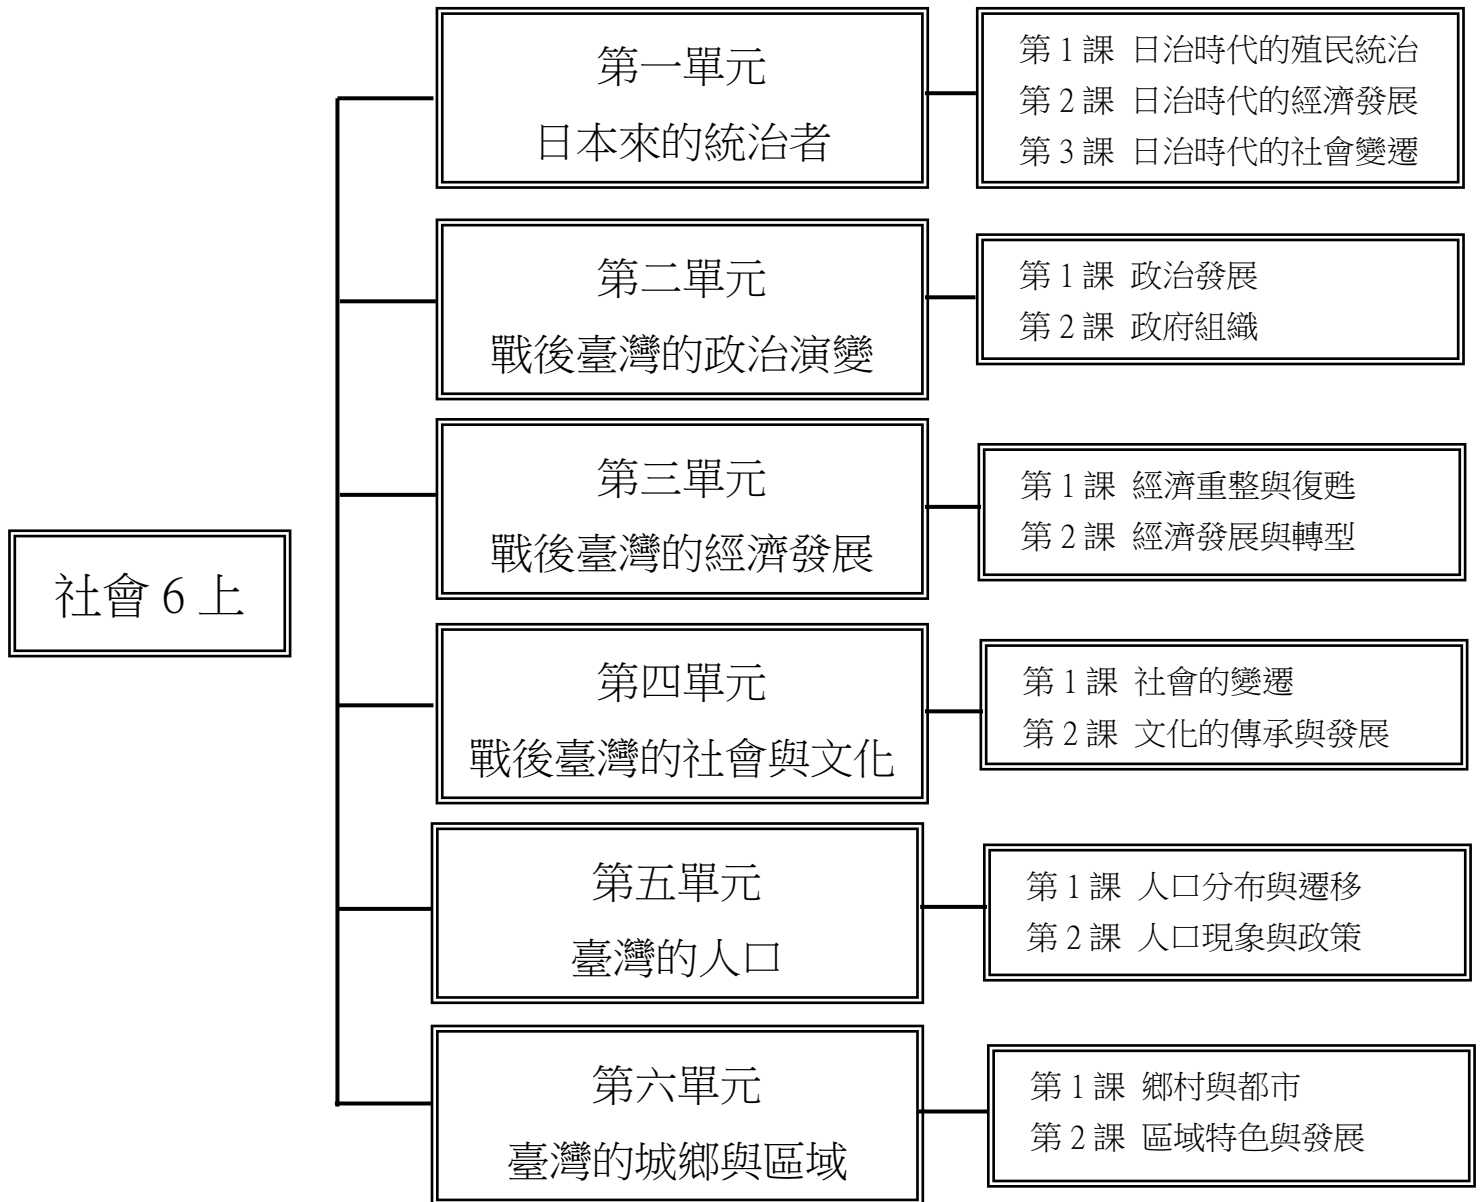 社會 6 上
第一單元
日本來的統治者
第 1 課 日治時代的殖民統治
第 2 課 日治時代的經濟發展
第 3 課 日治時代的社會變遷
第二單元
戰後臺灣的政治演變
第 1 課 政治發展
第 2 課 政府組織
第三單元
戰後臺灣的經濟發展
第 1 課 經濟重整與復甦
第 2 課 經濟發展與轉型
第四單元
戰後臺灣的社會與文化
第 1 課 社會的變遷
第 2 課 文化的傳承與發展
第五單元
臺灣的人口
第 1 課 人口分布與遷移
第 2 課 人口現象與政策
第六單元
臺灣的城鄉與區域
第 1 課 鄉村與都市
第 2 課 區域特色與發展